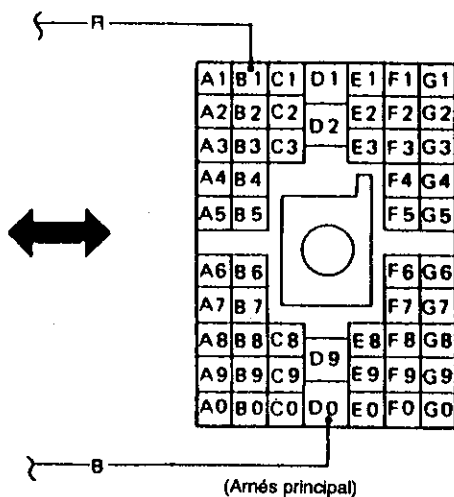 R
A1 B1 C1 D1 E1 F1 G1
A2 B2 C2 D2 E2 F2 G2
A3 B3 C3 E3 F3 G3
A4 B4 F4 G4
A5 B5 F5 G5
A6 B6 F6 G6
A7 B7 F7 G7
A8 B8 C8 D9 E8 F8 G8
A9 B9 C9 E9 F9 G9
A0 B0 C0 D0 E0 F0 G0
B
(Arnés principal)